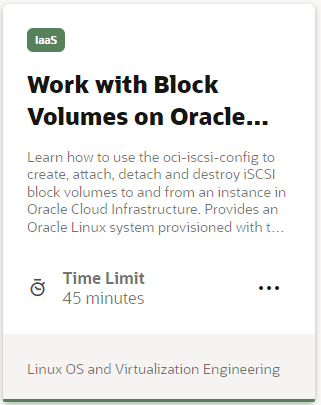 IaaS
Work with Block
Volumes on Oracle...
Learn how to use the oci-iscsi-config to
create, attach, detach and destroy iSCSI
block volumes to and from an instance in
Oracle Cloud Infrastructure. Provides an
Oracle Linux system provisioned with t...
Time Limit
45 minutes
Linux OS and Virtualization Engineering